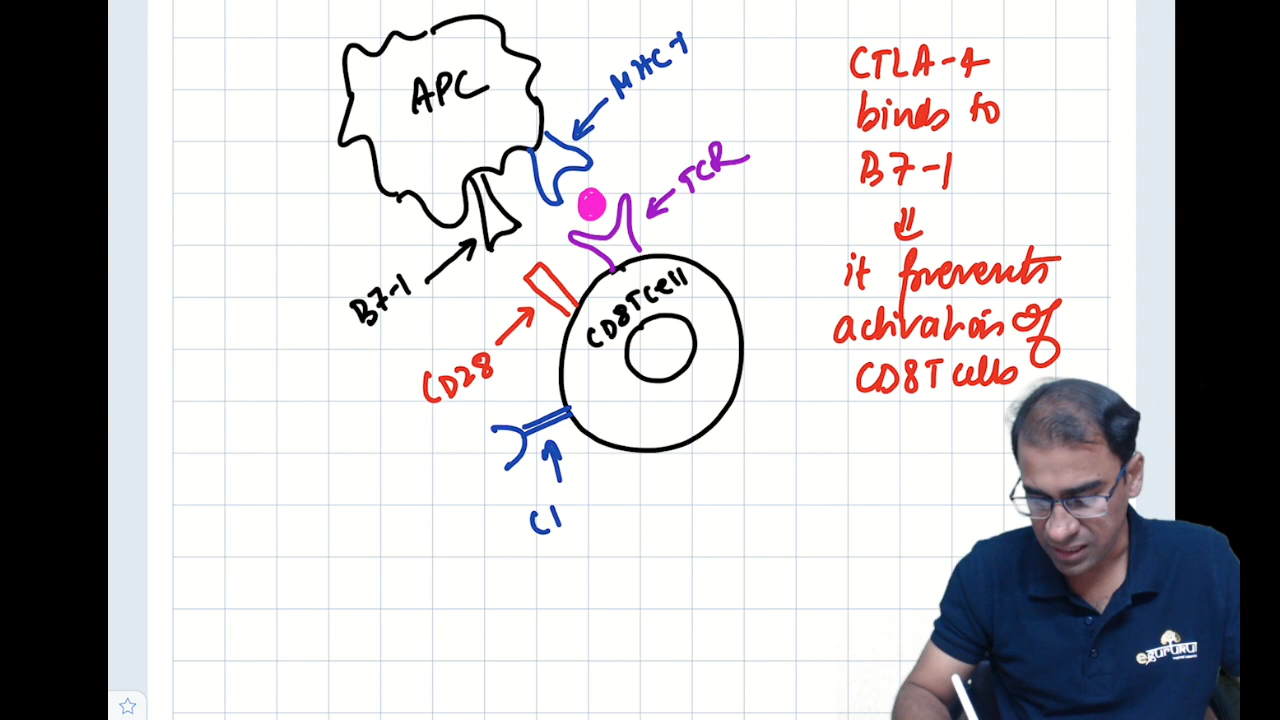 APC
MHC-1
TCR
B7-1
CD8Tcell
CD28
C1
CTLA-4
binds to
B7-1
it prevents
activation of
CD8T cells
egurukul